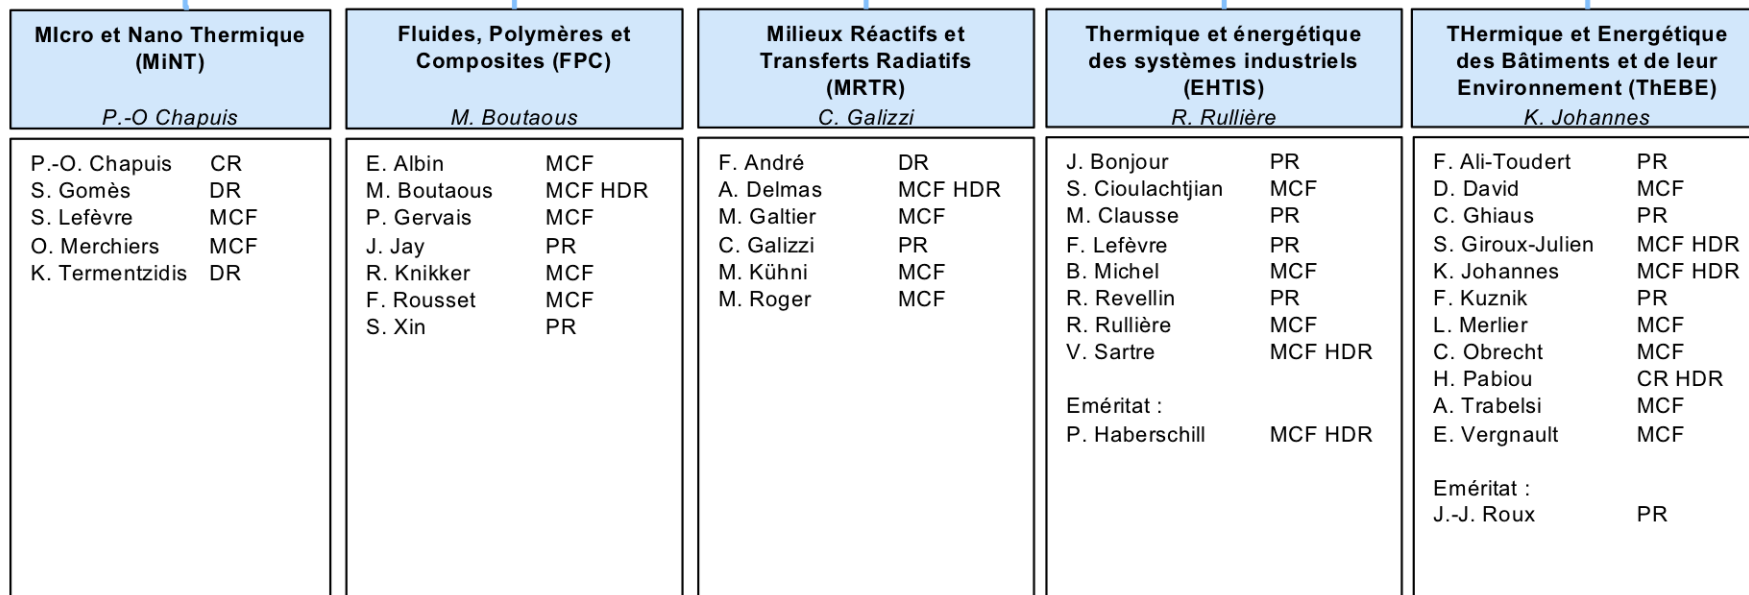 MIcro et Nano Thermique
(MiNT)
P.-O Chapuis
P.-O. Chapuis CR
S. Gomès DR
S. Lefèvre MCF
O. Merchiers MCF
K. Termentzidis DR
Fluides, Polymères et
Composites (FPC)
M. Boutaous
E. Albin MCF
M. Boutaous MCF HDR
P. Gervais MCF
J. Jay PR
R. Knikker MCF
F. Rousset MCF
S. Xin PR
Milieux Réactifs et
Transferts Radiatifs
(MRTR)
C. Galizzi
F. André DR
A. Delmas MCF HDR
M. Galtier MCF
C. Galizzi PR
M. Kühni MCF
M. Roger MCF
Thermique et énergétique
des systèmes industriels
(EHTIS)
R. Rullière
J. Bonjour PR
S. Cioulachtjian MCF
M. Clausse PR
F. Lefèvre PR
B. Michel MCF
R. Revellin PR
R. Rullière MCF
V. Sartre MCF HDR
Eméritat :
P. Haberschill MCF HDR
THermique et Energétique
des Bâtiments et de leur
Environnement (ThEBE)
K. Johannes
F. Ali-Toudert PR
D. David MCF
C. Ghiaus PR
S. Giroux-Julien MCF HDR
K. Johannes MCF HDR
F. Kuznik PR
L. Merlier MCF
C. Obrecht MCF
H. Pabiou CR HDR
A. Trabelsi MCF
E. Vergnault MCF
Eméritat :
J.-J. Roux PR